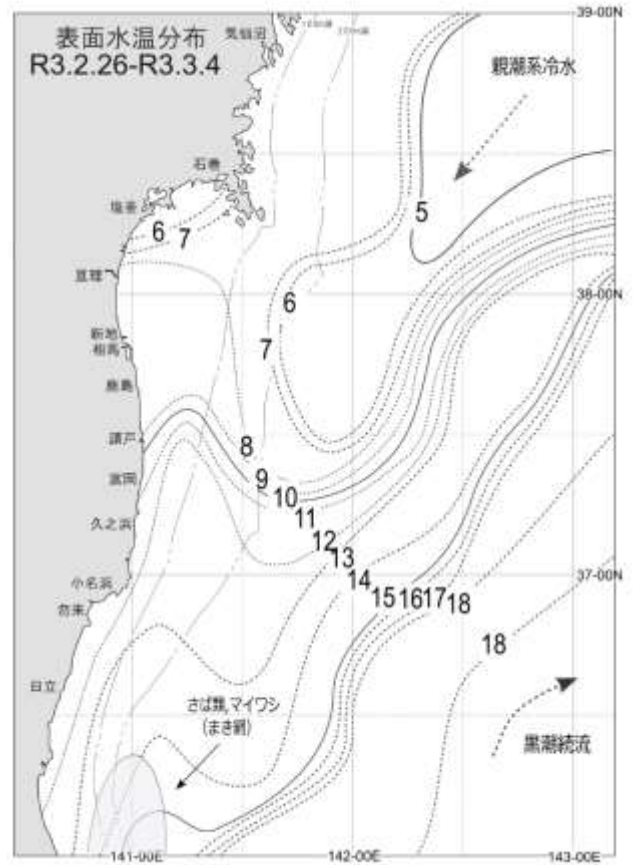 表面水温分布
R3.2.26-R3.3.4
気仙沼
39-00N
親潮系冷水
石巻
塩釜
5
6
7
亘理
38-00N
6
新地
相馬
7
鹿島
請戸
8
富岡
9
10
久之浜
11
12
13
小名浜
14
37-00N
15
16
17
18
勿来
18
日立
さば類,マイワシ
(まき網)
黒潮続流
141-00E
142-00E
143-00E